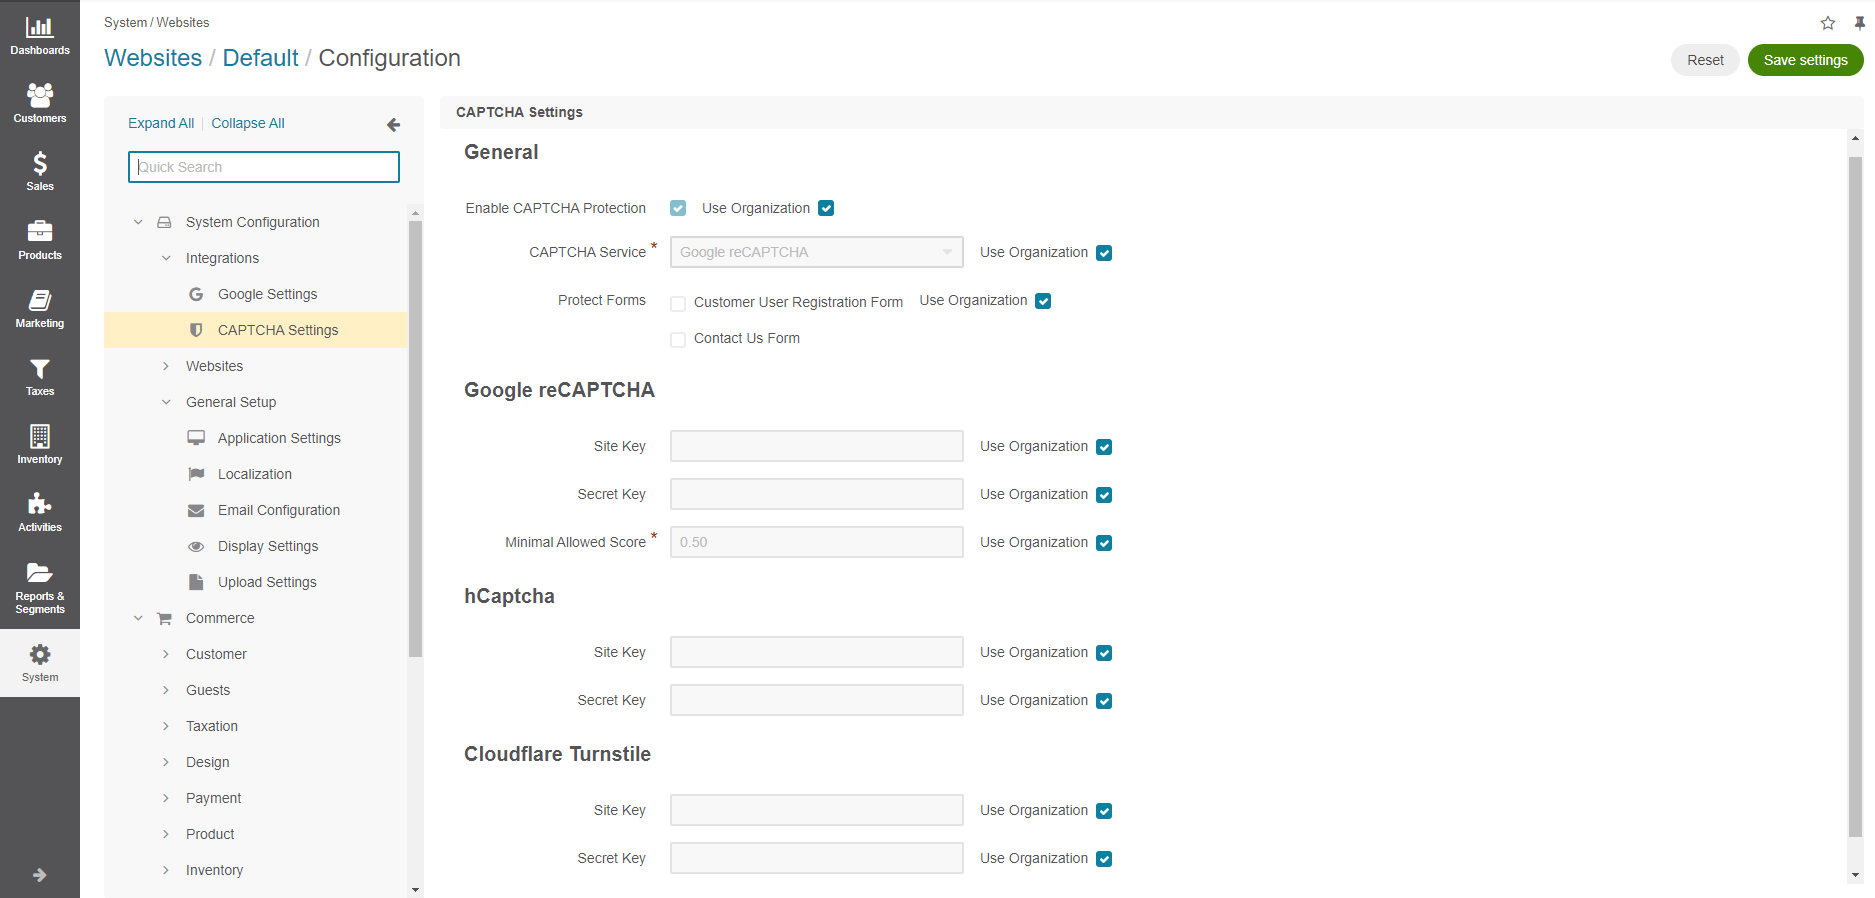 System / Websites
Websites / Default / Configuration
Reset
Save settings
Dashboards
Customers
Sales
Products
Marketing
Taxes
Inventory
Activities
Reports &
Segments
System
Expand All
Collapse All
Quick Search
System Configuration
Integrations
Google Settings
CAPTCHA Settings
Websites
General Setup
Application Settings
Localization
Email Configuration
Display Settings
Upload Settings
Commerce
Customer
Guests
Taxation
Design
Payment
Product
Inventory
CAPTCHA Settings
General
Enable CAPTCHA Protection Use Organization
CAPTCHA Service * Google reCAPTCHA Use Organization
Protect Forms Customer User Registration Form Use Organization
Contact Us Form
Google reCAPTCHA
Site Key Use Organization
Secret Key Use Organization
Minimal Allowed Score * 0.50 Use Organization
hCaptcha
Site Key Use Organization
Secret Key Use Organization
Cloudflare Turnstile
Site Key Use Organization
Secret Key Use Organization